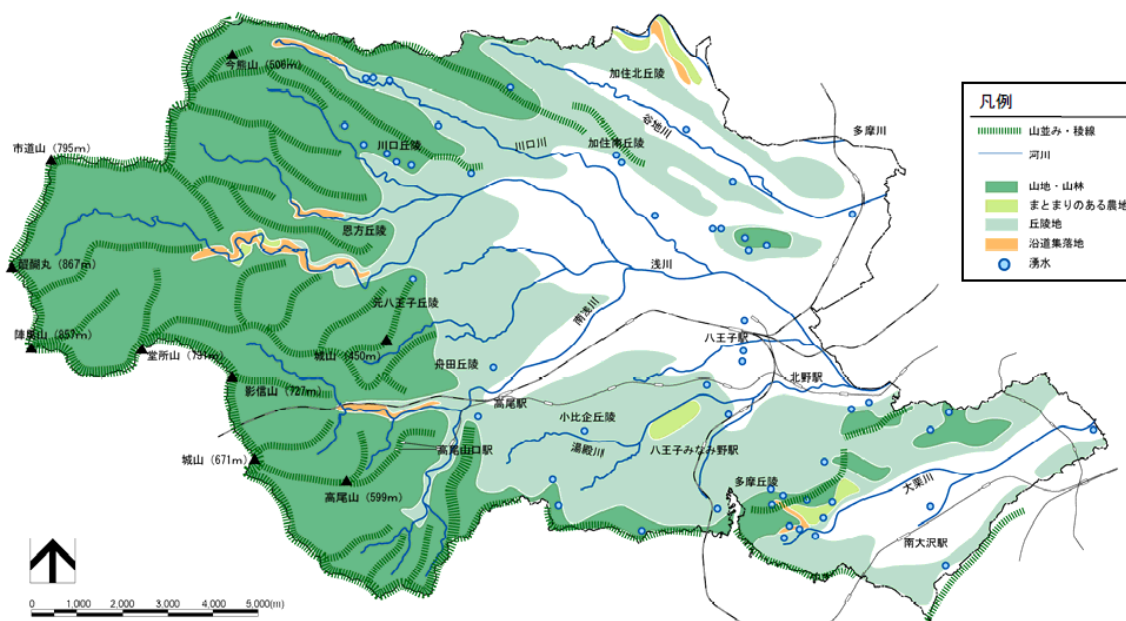 今熊山（506m）
加住北丘陵
谷地川
多摩川
市道山（795m）
川口丘陵
川口川
加住南丘陵
恩方丘陵
醍醐丸（867m）
元八王子丘陵
浅川
南浅川
陣馬山（857m）
堂所山（731m）
城山（450m）
舟田丘陵
八王子駅
北野駅
影信山（727m）
高尾駅
小比企丘陵
湯殿川
八王子みなみ野駅
高尾山口駅
城山（671m）
高尾山（599m）
多摩丘陵
大栗川
南大沢駅
0 1,000 2,000 3,000 4,000 5,000(m)
凡例
山並み・稜線
河川
山地・山林
まとまりのある農地
丘陵地
沿道集落地
湧水